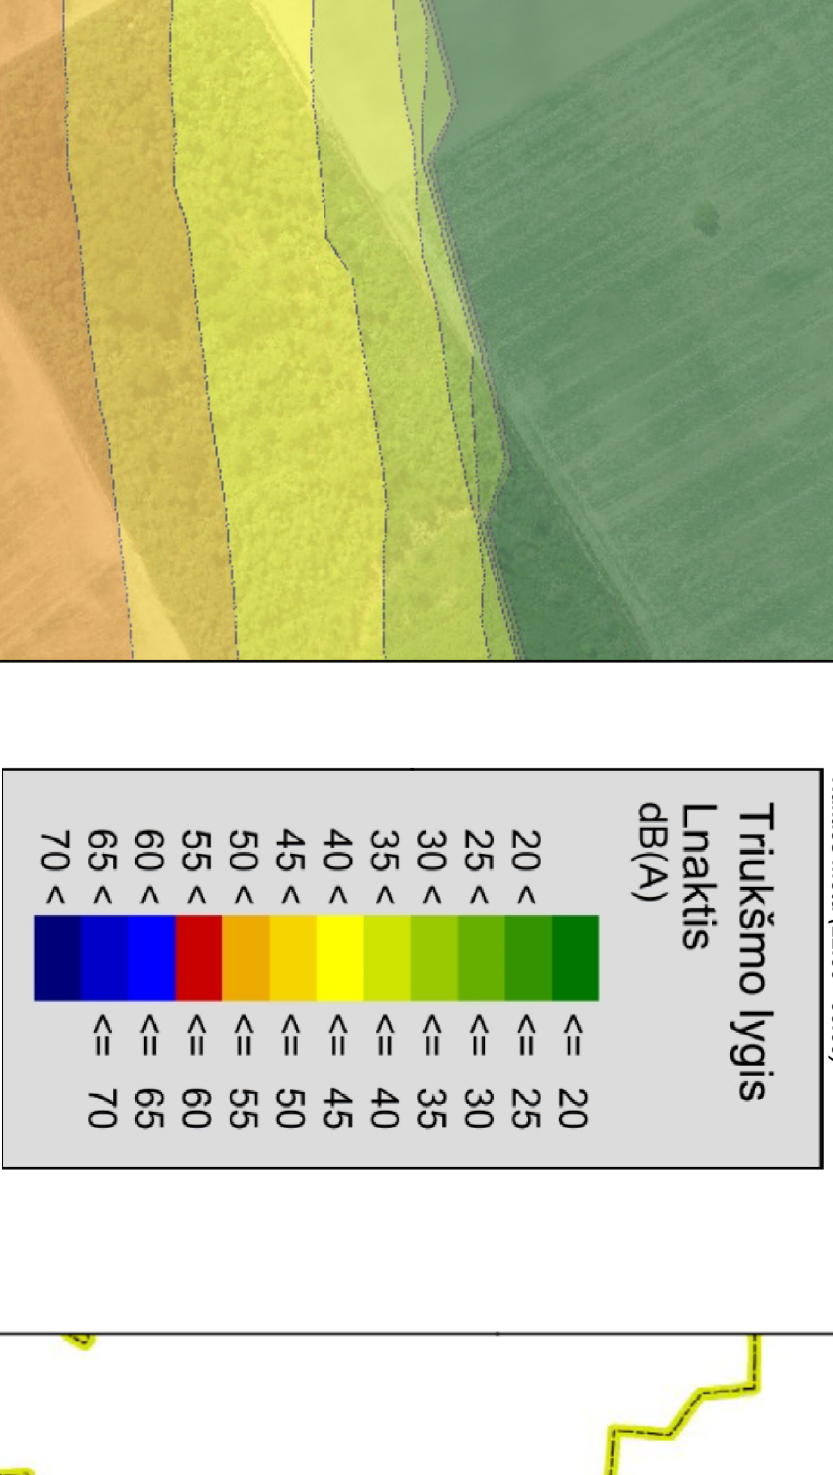 Triukšmo lygis
Lnaktis
dB(A)
<= 20
20 < <= 25
25 < <= 30
30 < <= 35
35 < <= 40
40 < <= 45
45 < <= 50
50 < <= 55
55 < <= 60
60 < <= 65
65 < <= 70
70 <